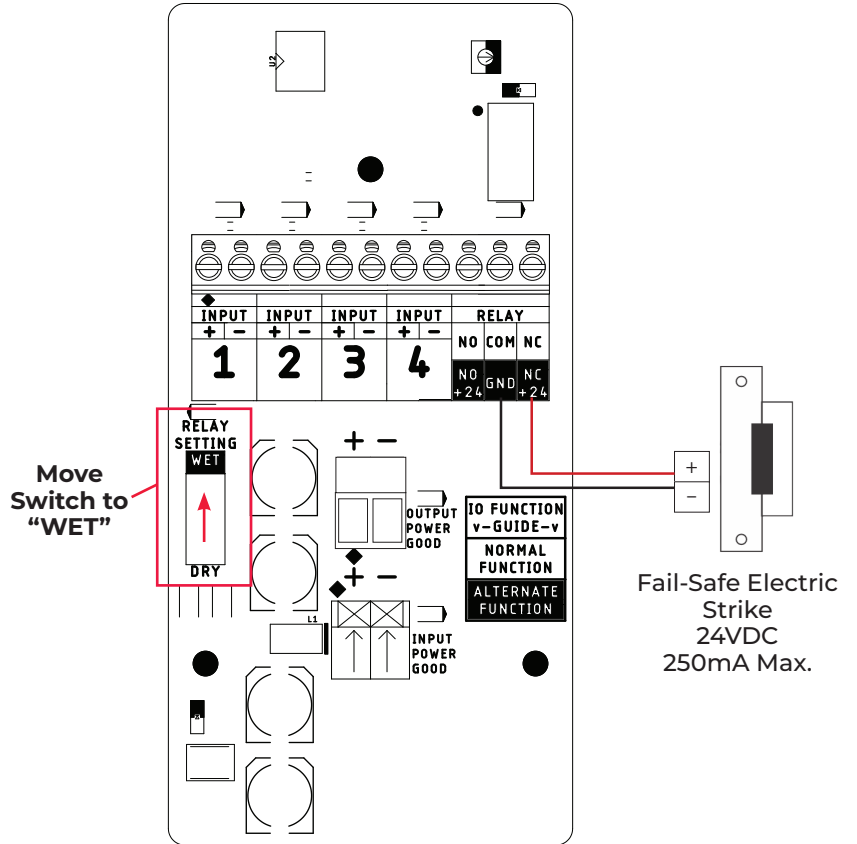 U2
INPUT INPUT INPUT INPUT RELAY
+ - + - + - + - NO COM NC
1 2 3 4 NO +24 GND NC +24
RELAY
SETTING
WET
DRY
Move
Switch to
“WET”
+ -
OUTPUT
POWER
GOOD
+ -
L1
INPUT
POWER
GOOD
IO FUNCTION
v-GUIDE-v
NORMAL
FUNCTION
ALTERNATE
FUNCTION
+
−
Fail-Safe Electric
Strike
24VDC
250mA Max.